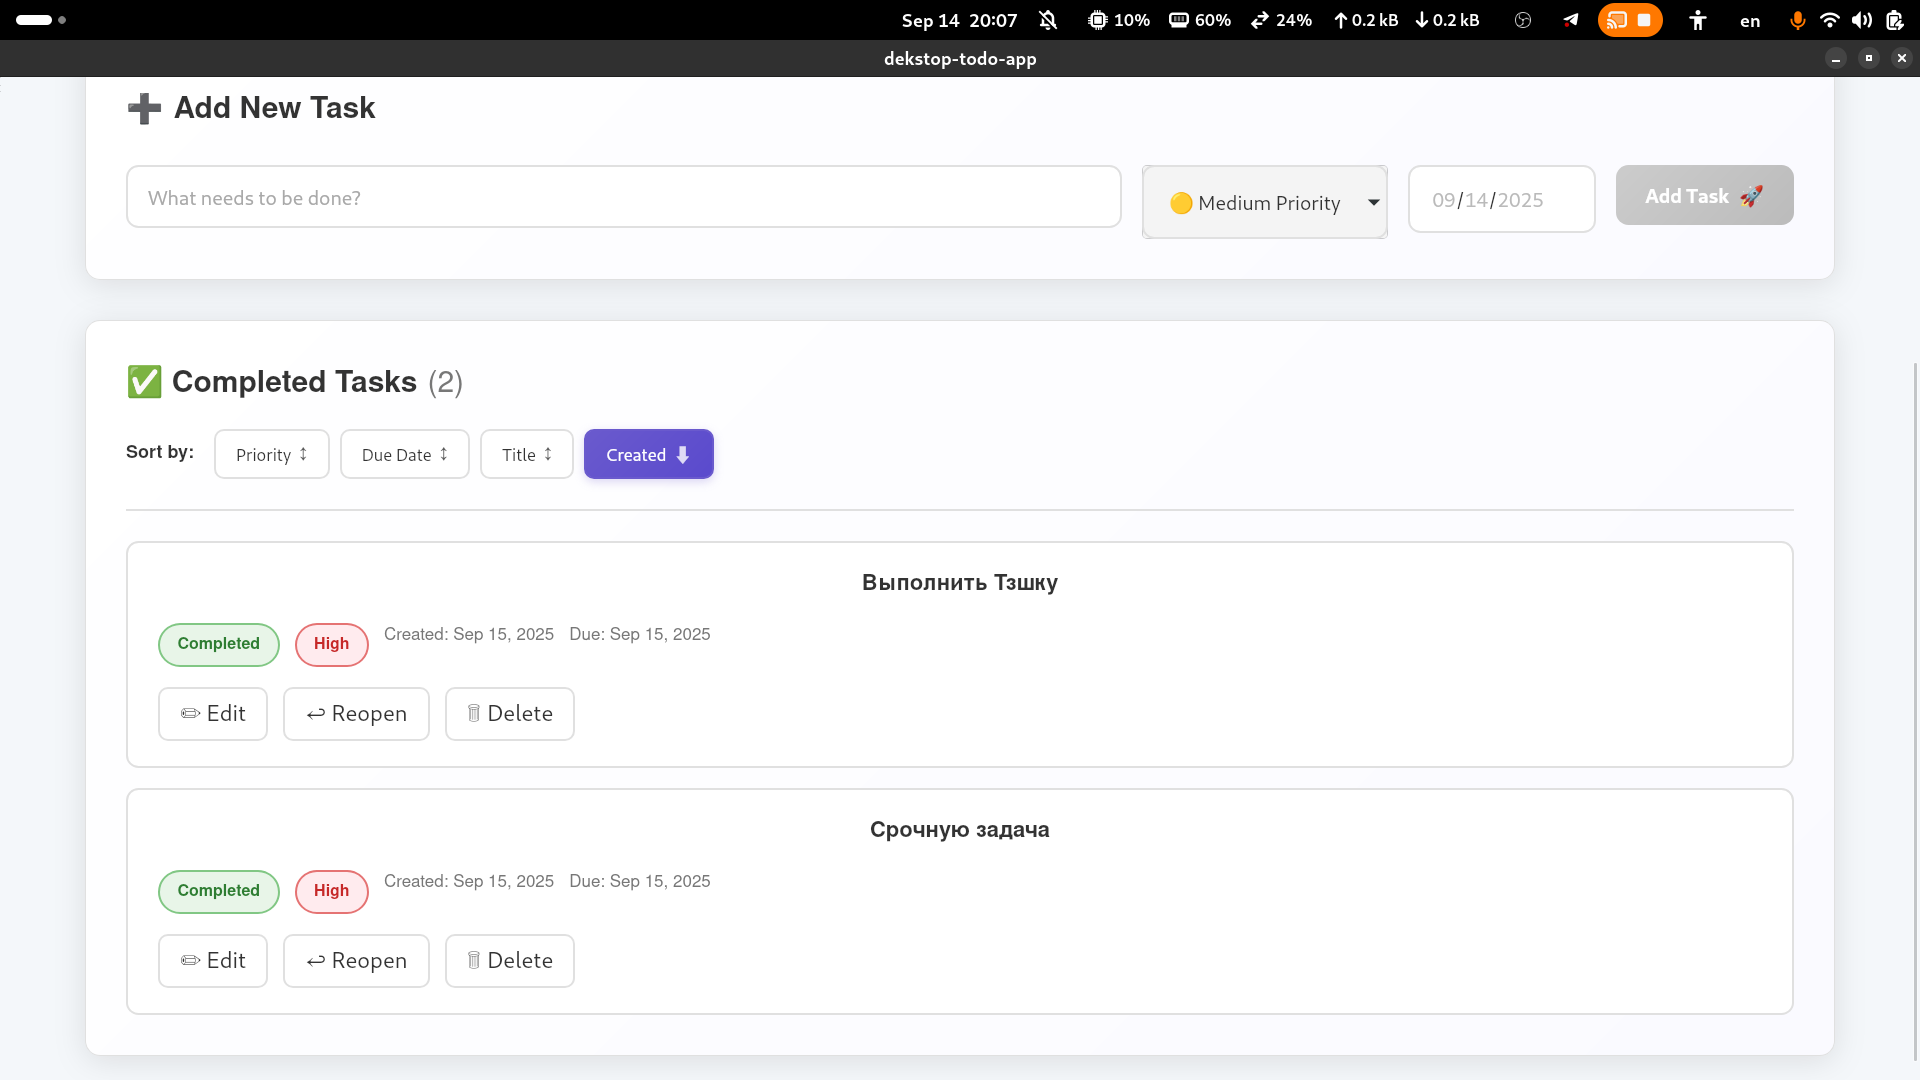 Sep 14 20:07 10% 60% 24% 0.2 kB 0.2 kB en
dekstop-todo-app
Add New Task
What needs to be done? Medium Priority 09/14/2025 Add Task
Completed Tasks (2)
Sort by: Priority Due Date Title Created
Выполнить Тзшку
Completed High Created: Sep 15, 2025 Due: Sep 15, 2025
Edit Reopen Delete
Срочную задача
Completed High Created: Sep 15, 2025 Due: Sep 15, 2025
Edit Reopen Delete